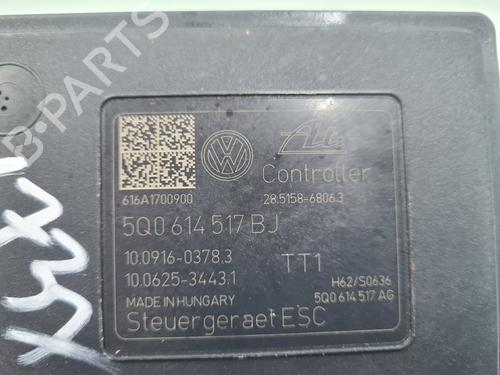 Controller
616A1700900
28.5158-6806.3
5Q0 614 517 BJ
10.0916-0378.3
10.0625-3443.1
TT1
H62/S0636
MADE IN HUNGARY
5Q0 614 517 AG
Steuergeraet ESC